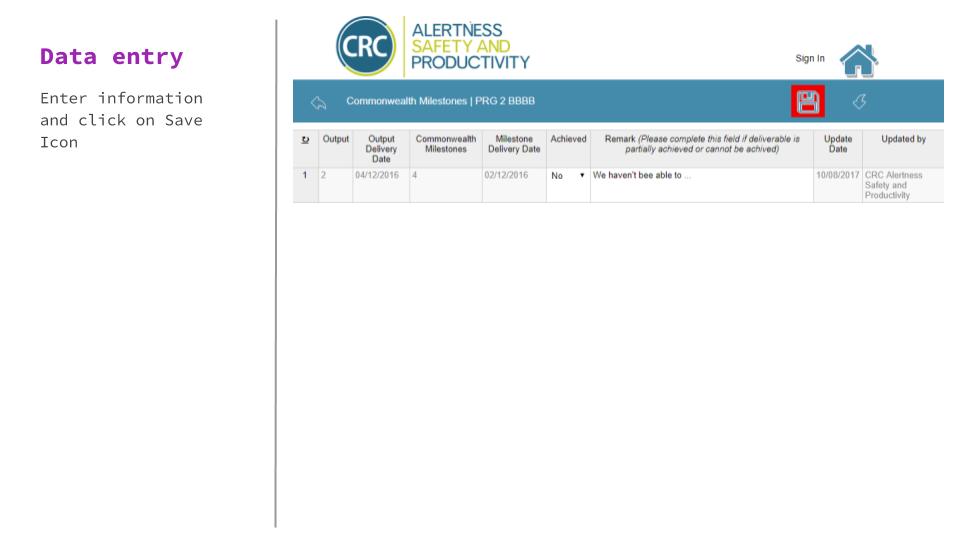 Data entry
Enter information
and click on Save
Icon
CRC
ALERTNESS
SAFETY AND
PRODUCTIVITY
Sign In
Commonwealth Milestones | PRG 2 BBBB
Output
Output
Delivery
Date
Commonwealth
Milestones
Milestone
Delivery Date
Achieved
Remark (Please complete this field if deliverable is
partially achieved or cannot be achived)
Update
Date
Updated by
1
2
04/12/2016
4
02/12/2016
No
We haven't bee able to ...
10/08/2017
CRC Alertness
Safety and
Productivity